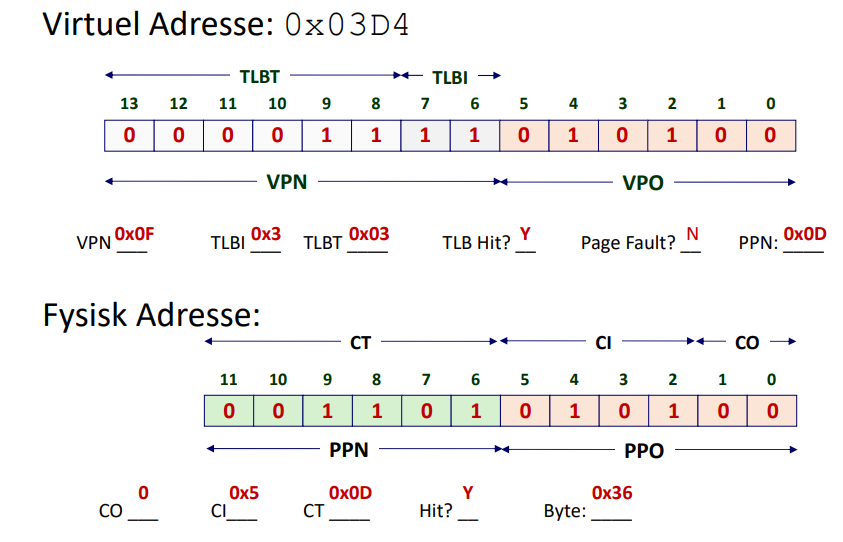 Virtuel Adresse: 0x03D4
TLBT TLBI
13 12 11 10 9 8 7 6 5 4 3 2 1 0
0 0 0 0 1 1 1 1 0 1 0 1 0 0
VPN VPO
VPN 0x0F TLBI 0x3 TLBT 0x03 TLB Hit? Y Page Fault? N PPN: 0x0D
Fysisk Adresse:
CT CI CO
11 10 9 8 7 6 5 4 3 2 1 0
0 0 1 1 0 1 0 1 0 1 0 0
PPN PPO
CO 0 CI 0x5 CT 0x0D Hit? Y Byte: 0x36